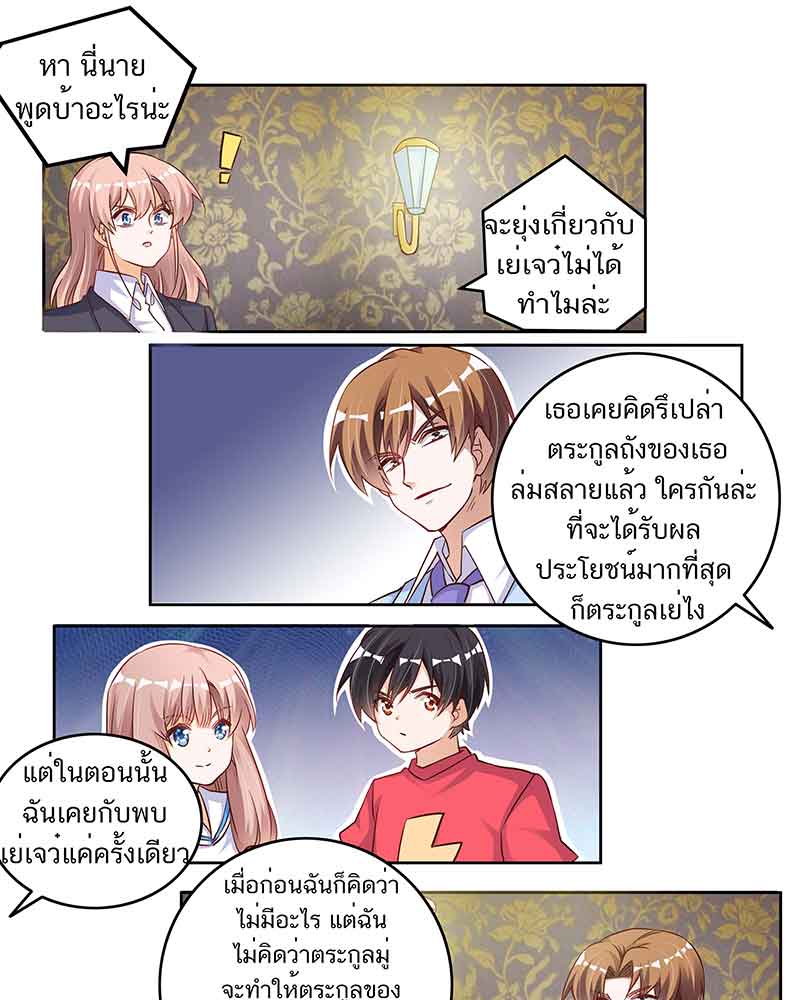 หา นี่นาย
พูดบ้าอะไรน่ะ
!
จะยุ่งเกี่ยวกับ
เย่เจว๋ไม่ได้
ทำไมล่ะ
เธอเคยคิดรึเปล่า
ตระกูลถังของเธอ
ล่มสลายแล้ว ใครกันล่ะ
ที่จะได้รับผล
ประโยชน์มากที่สุด
ก็ตระกูลเย่ไง
แต่ในตอนนั้น
ฉันเคยกับพบ
เย่เจว๋แค่ครั้งเดียว
เมื่อก่อนฉันก็คิดว่า
ไม่มีอะไร แต่ฉัน
ไม่คิดว่าตระกูลมู่
จะทำให้ตระกูลของ